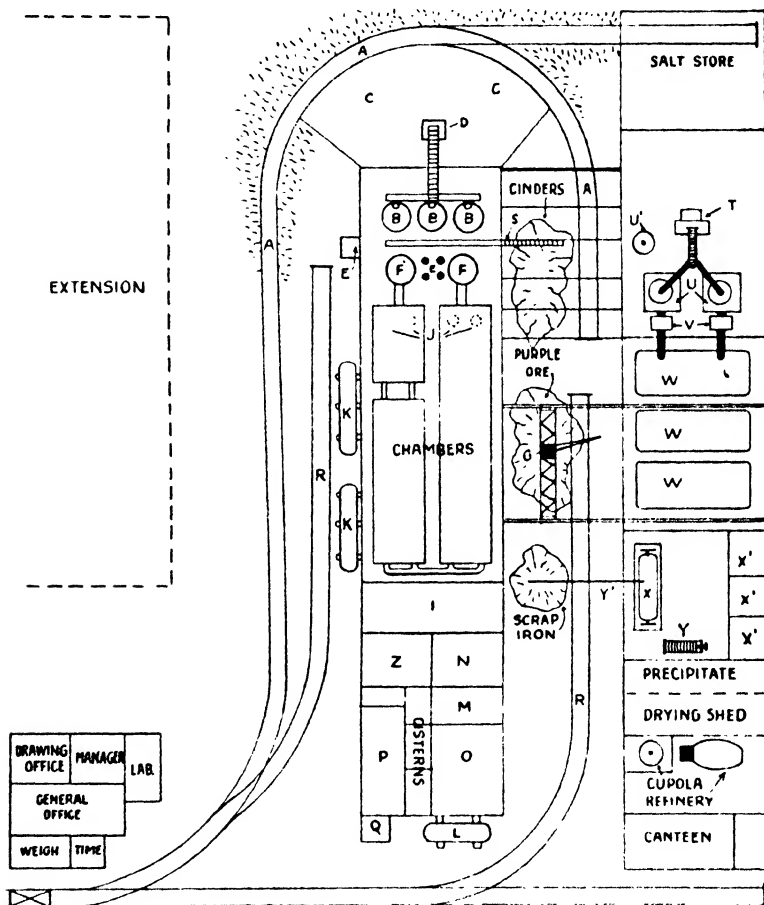 A
SALT STORE
C
C
D
CINDERS
A
B
B
B
S
U'
T
A
E
F
E
F
U
EXTENSION
J
V
PURPLE
ORE
W
K
CHAMBERS
G
W
R
W
K
X'
I
Y'
X
X'
SCRAP
IRON
Y
X'
Z
N
PRECIPITATE
M
R
DRYING SHED
DRAWING
OFFICE
MANAGER
LAB.
P
CISTERNS
O
CUPOLA
REFINERY
GENERAL
OFFICE
Q
L
CANTEEN
WEIGH
TIME